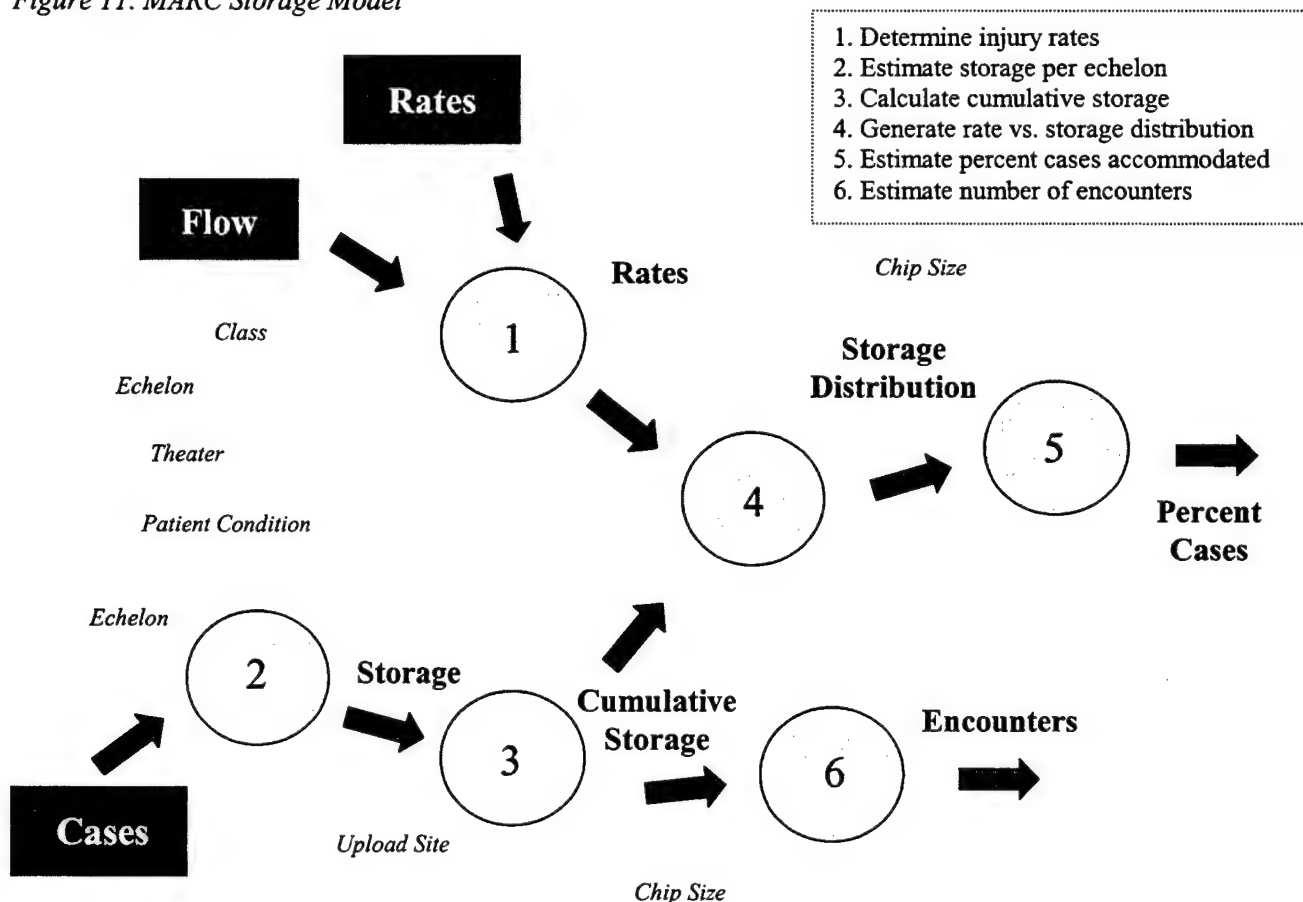 Figure 11. MARC Storage Model
1. Determine injury rates
2. Estimate storage per echelon
3. Calculate cumulative storage
4. Generate rate vs. storage distribution
5. Estimate percent cases accommodated
6. Estimate number of encounters
Rates
Flow
Rates
Chip Size
Class
1
Storage
Distribution
Echelon
Theater
5
4
Patient Condition
Percent
Cases
Echelon
2
Storage
Cumulative
Storage
Encounters
3
6
Cases
Upload Site
Chip Size